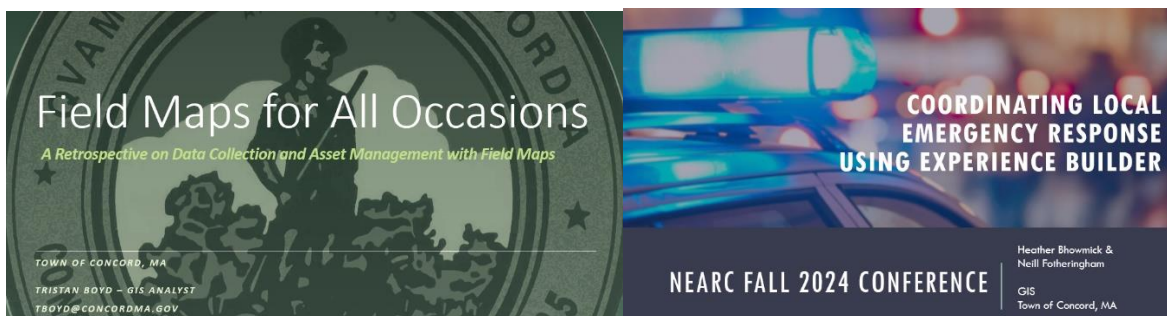 Field Maps for All Occasions
A Retrospective on Data Collection and Asset Management with Field Maps
TOWN OF CONCORD, MA
TRISTAN BOYD – GIS ANALYST
TBOYD@CONCORDMA.GOV
COORDINATING LOCAL
EMERGENCY RESPONSE
USING EXPERIENCE BUILDER
NEARC FALL 2024 CONFERENCE
Heather Bhowmick &
Neill Fotheringham
GIS
Town of Concord, MA